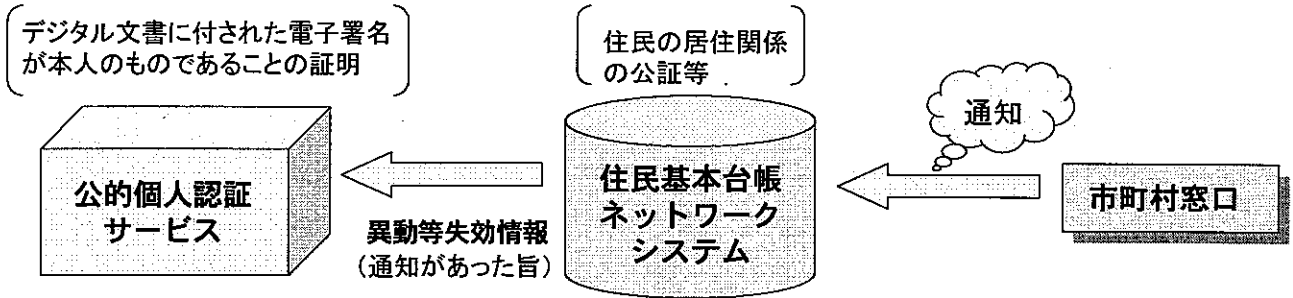 デジタル文書に付された電子署名
が本人のものであることの証明
住民の居住関係
の公証等
通知
公的個人認証
サービス
異動等失効情報
（通知があった旨）
住民基本台帳
ネットワーク
システム
市町村窓口